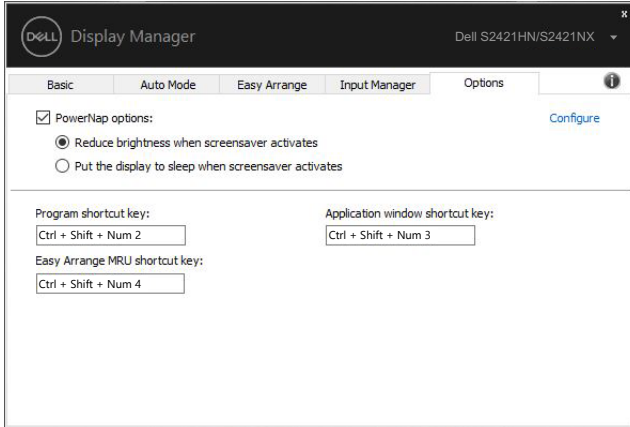 x
DELL Display Manager
Dell S2421HN/S2421NX
Basic Auto Mode Easy Arrange Input Manager Options i
PowerNap options: Configure
Reduce brightness when screensaver activates
Put the display to sleep when screensaver activates
Program shortcut key: Application window shortcut key:
Ctrl + Shift + Num 2 Ctrl + Shift + Num 3
Easy Arrange MRU shortcut key:
Ctrl + Shift + Num 4